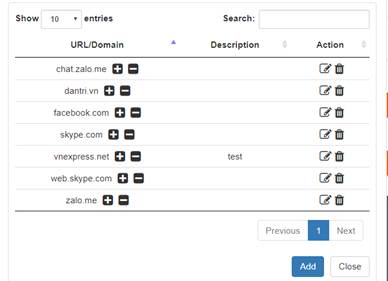 Show 10 entries Search:
URL/Domain Description Action
chat.zalo.me
dantri.vn
facebook.com
skype.com
vnexpress.net test
web.skype.com
zalo.me
Previous 1 Next
Add Close